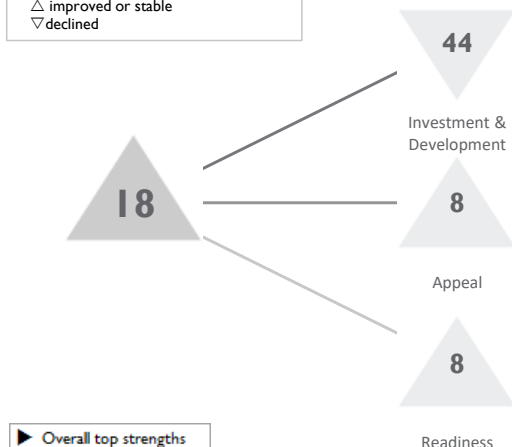 △ improved or stable
▽ declined
44
Investment &
Development
18
8
Appeal
8
Readiness
▶ Overall top strengths